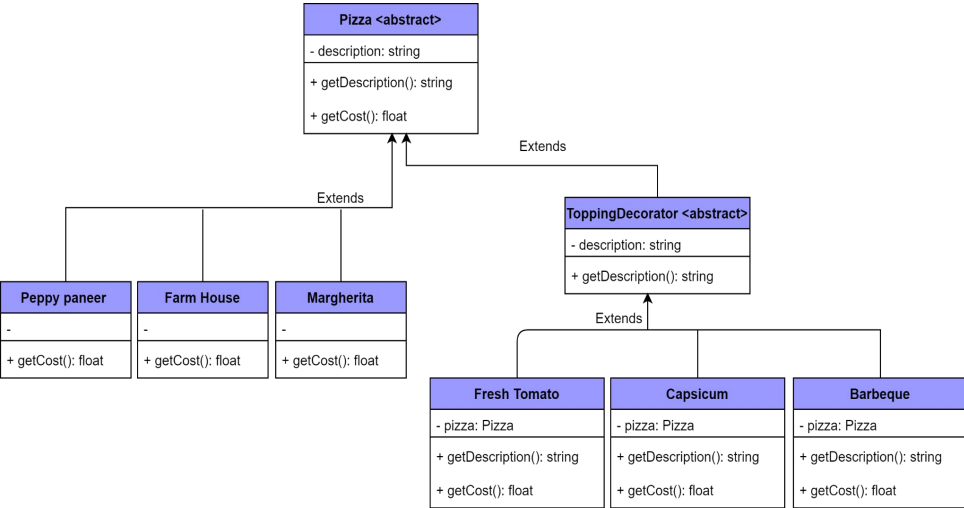 Pizza <abstract>
- description: string
+ getDescription(): string
+ getCost(): float
Extends
Extends
ToppingDecorator <abstract>
- description: string
+ getDescription(): string
Peppy paneer
-
+ getCost(): float
Farm House
-
+ getCost(): float
Margherita
-
+ getCost(): float
Extends
Fresh Tomato
- pizza: Pizza
+ getDescription(): string
+ getCost(): float
Capsicum
- pizza: Pizza
+ getDescription(): string
+ getCost(): float
Barbeque
- pizza: Pizza
+ getDescription(): string
+ getCost(): float